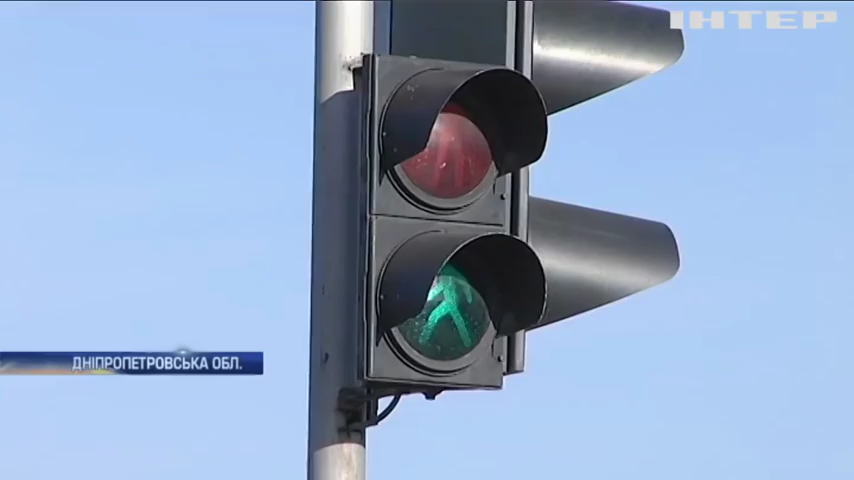 ІНТЕР
ДНІПРОПЕТРОВСЬКА ОБЛ.